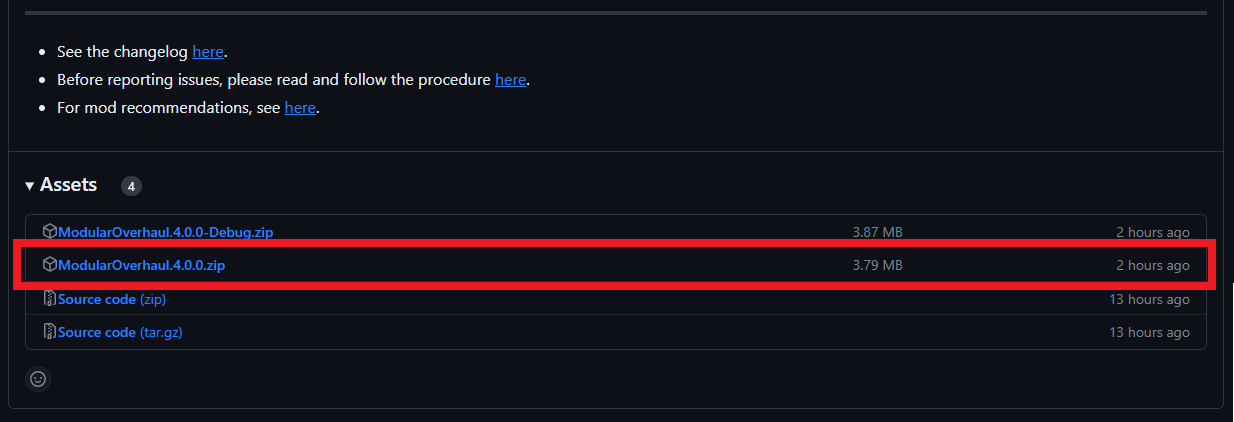 See the changelog here.
Before reporting issues, please read and follow the procedure here.
For mod recommendations, see here.
Assets 4
ModularOverhaul.4.0.0-Debug.zip 3.87 MB 2 hours ago
ModularOverhaul.4.0.0.zip 3.79 MB 2 hours ago
Source code (zip) 13 hours ago
Source code (tar.gz) 13 hours ago